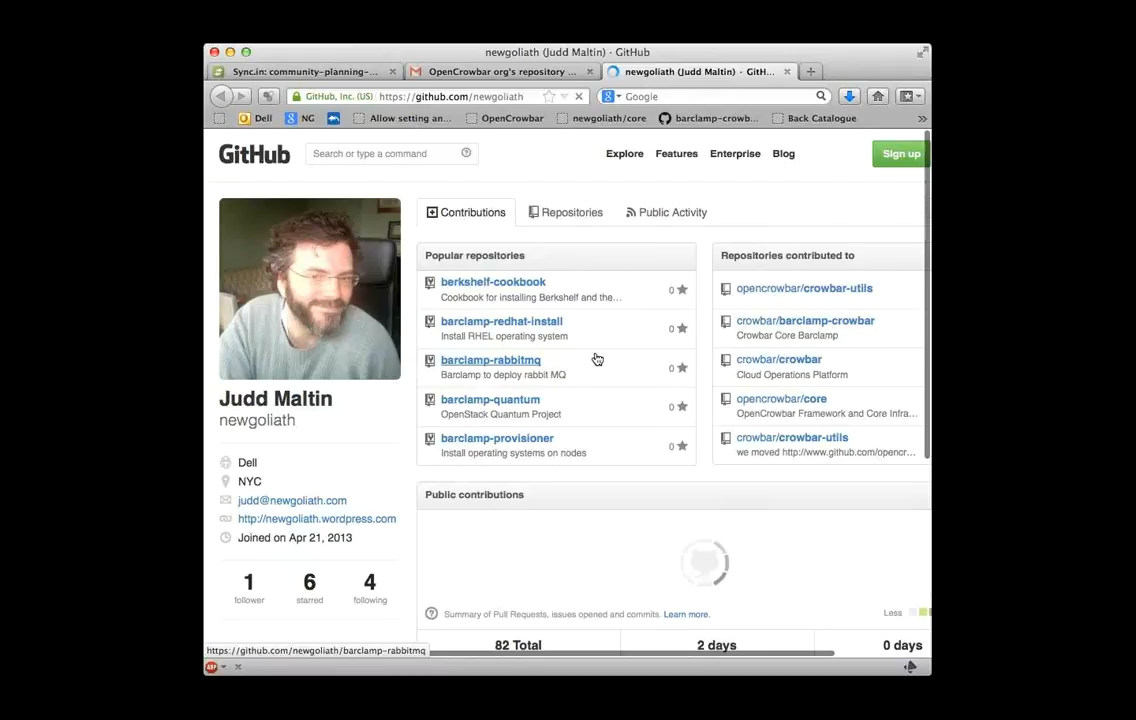 newgoliath (Judd Maltin) · GitHub
Sync.in: community-planning-...
OpenCrowbar org's repository ...
newgoliath (Judd Maltin) · GitH...
GitHub, Inc. (US)
https://github.com/newgoliath
Google
Dell
NG
Allow setting an...
OpenCrowbar
newgoliath/core
barclamp-crowb...
Back Catalogue
»
GitHub
Search or type a command
Explore
Features
Enterprise
Blog
Sign up
Contributions
Repositories
Public Activity
Popular repositories
berkshelf-cookbook
Cookbook for installing Berkshelf and the...
0
barclamp-redhat-install
Install RHEL operating system
0
barclamp-rabbitmq
Barclamp to deploy rabbit MQ
0
barclamp-quantum
OpenStack Quantum Project
0
barclamp-provisioner
Install operating systems on nodes
0
Repositories contributed to
opencrowbar/crowbar-utils
crowbar/barclamp-crowbar
Crowbar Core Barclamp
crowbar/crowbar
Cloud Operations Platform
opencrowbar/core
OpenCrowbar Framework and Core Infra...
crowbar/crowbar-utils
we moved http://www.github.com/opencr...
Judd Maltin
newgoliath
Dell
NYC
judd@newgoliath.com
http://newgoliath.wordpress.com
Joined on Apr 21, 2013
1
follower
6
starred
4
following
Public contributions
Summary of Pull Requests, issues opened and commits. Learn more.
Less
82 Total
2 days
0 days
https://github.com/newgoliath/barclamp-rabbitmq
ABP